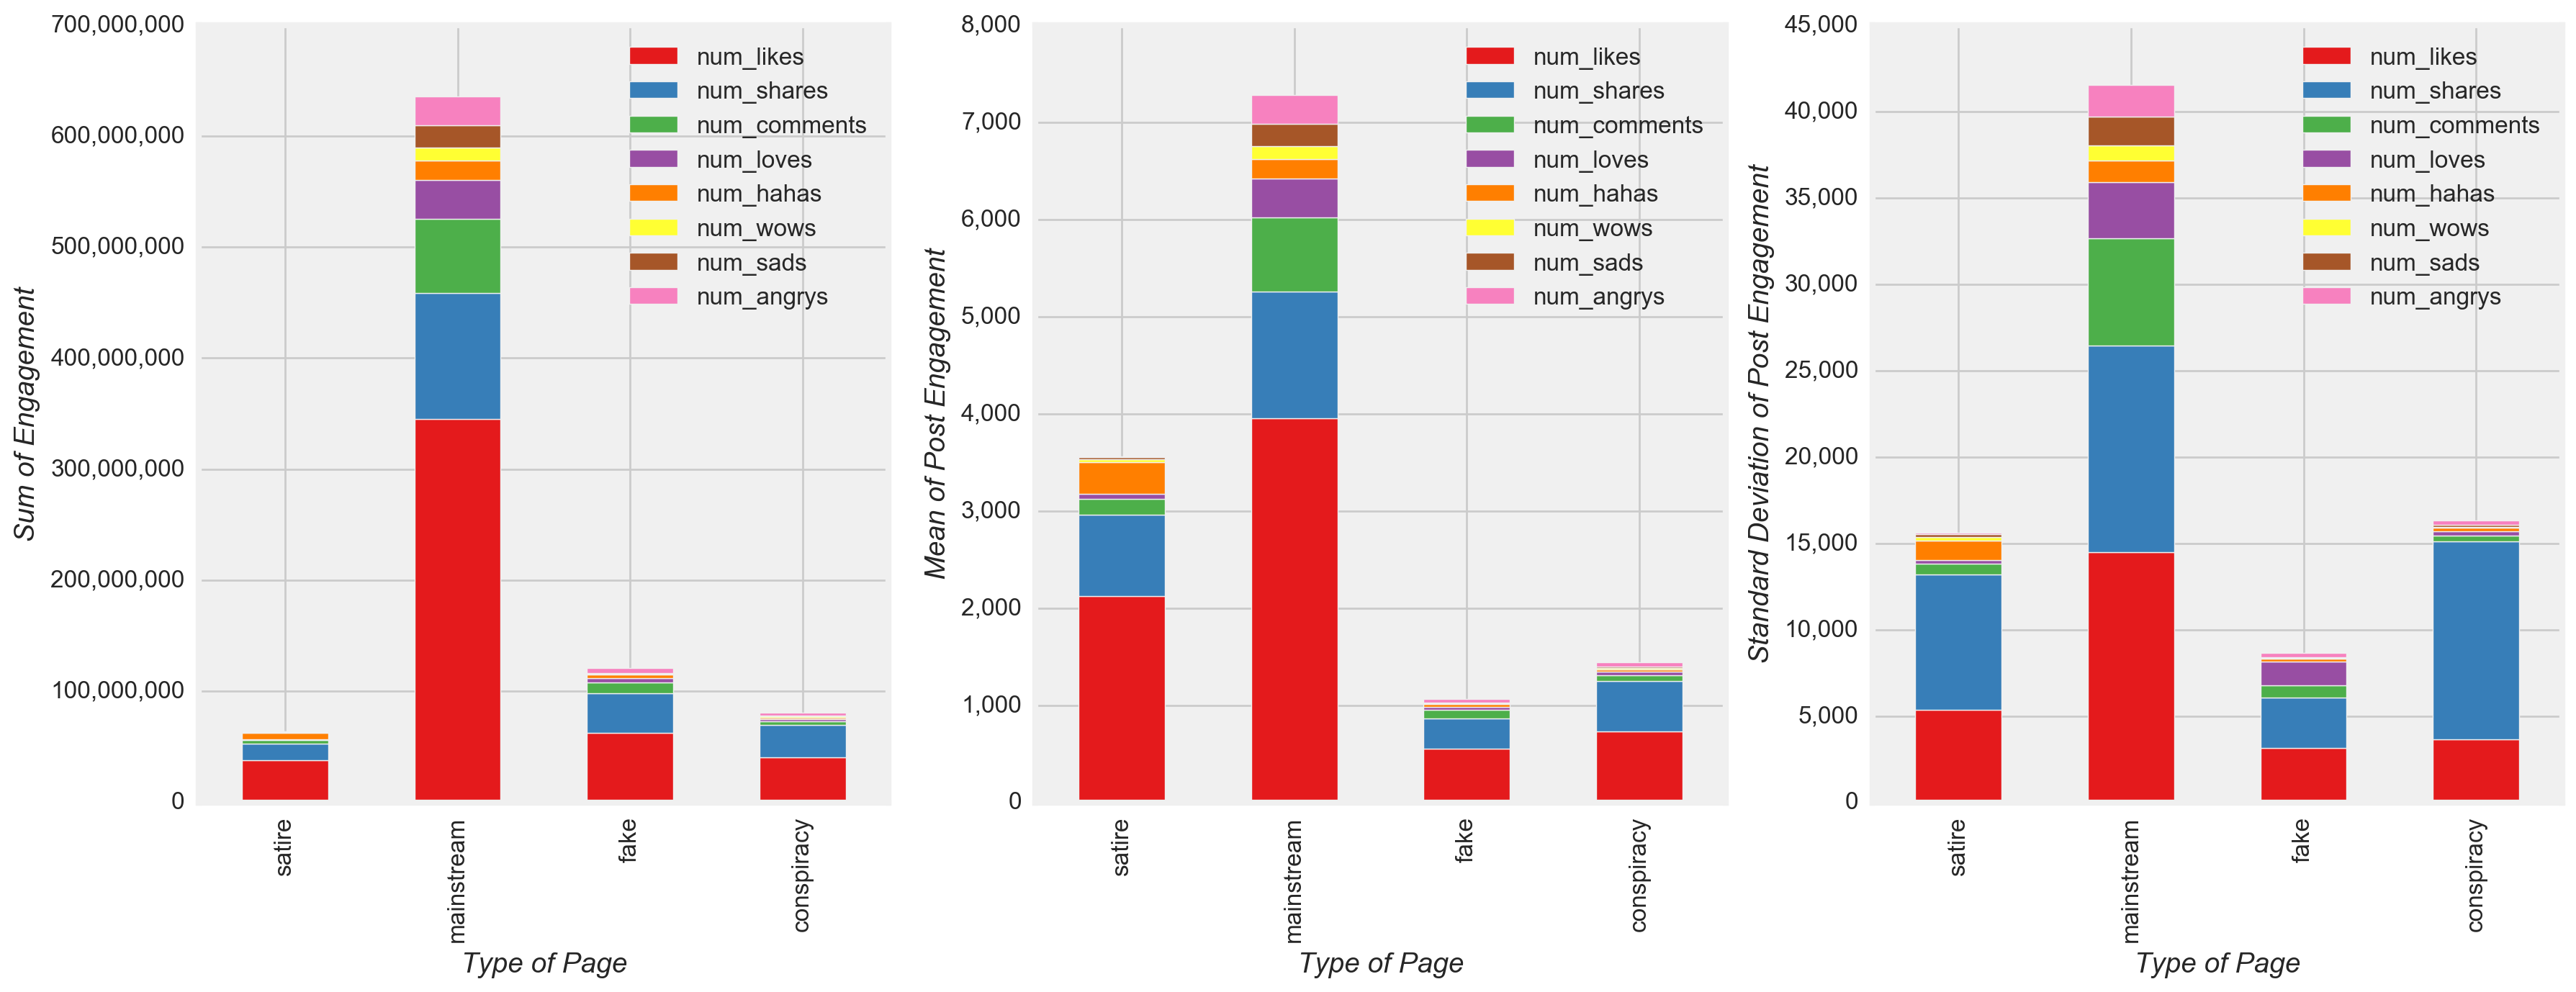 700,000,000
600,000,000
500,000,000
400,000,000
300,000,000
200,000,000
100,000,000
0
Sum of Engagement
num_likes
num_shares
num_comments
num_loves
num_hahas
num_wows
num_sads
num_angrys
satire
mainstream
fake
conspiracy
Type of Page
8,000
7,000
6,000
5,000
4,000
3,000
2,000
1,000
0
Mean of Post Engagement
num_likes
num_shares
num_comments
num_loves
num_hahas
num_wows
num_sads
num_angrys
satire
mainstream
fake
conspiracy
Type of Page
45,000
40,000
35,000
30,000
25,000
20,000
15,000
10,000
5,000
0
Standard Deviation of Post Engagement
num_likes
num_shares
num_comments
num_loves
num_hahas
num_wows
num_sads
num_angrys
satire
mainstream
fake
conspiracy
Type of Page